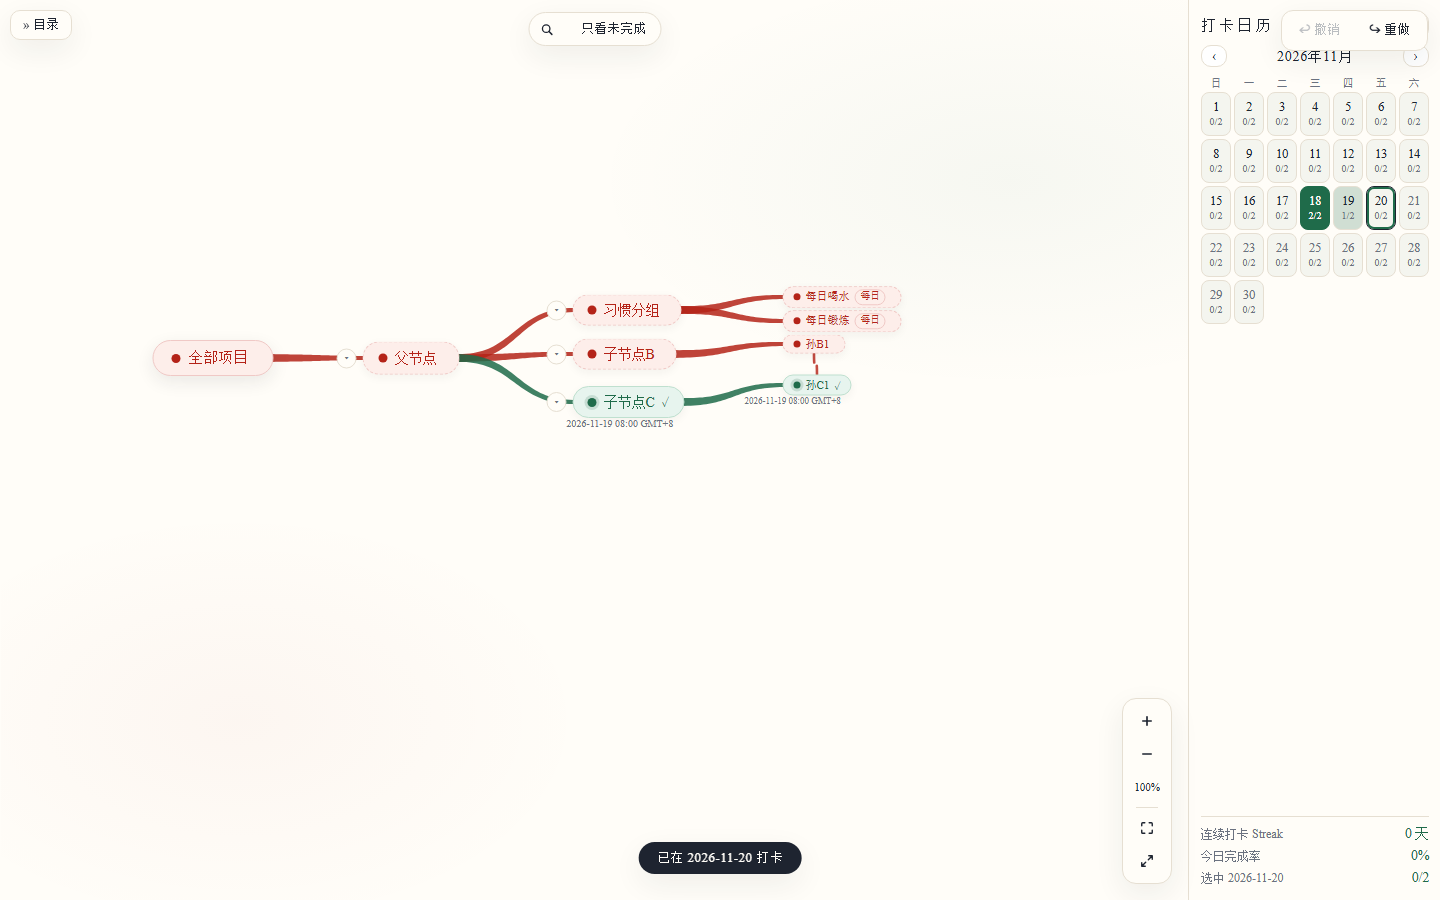 » 目录
只看未完成
打卡日历
撤销 重做
‹ 2026年11月 ›
日 一 二 三 四 五 六
1 2 3 4 5 6 7
0/2 0/2 0/2 0/2 0/2 0/2 0/2
8 9 10 11 12 13 14
0/2 0/2 0/2 0/2 0/2 0/2 0/2
15 16 17 18 19 20 21
0/2 0/2 0/2 2/2 1/2 0/2 0/2
22 23 24 25 26 27 28
0/2 0/2 0/2 0/2 0/2 0/2 0/2
29 30
0/2 0/2
全部项目
父节点
习惯分组
每日喝水 每日
每日锻炼 每日
子节点B
孙B1
子节点C ✓
2026-11-19 08:00 GMT+8
孙C1 ✓
2026-11-19 08:00 GMT+8
+
−
100%
已在 2026-11-20 打卡
连续打卡 Streak 0 天
今日完成率 0%
选中 2026-11-20 0/2